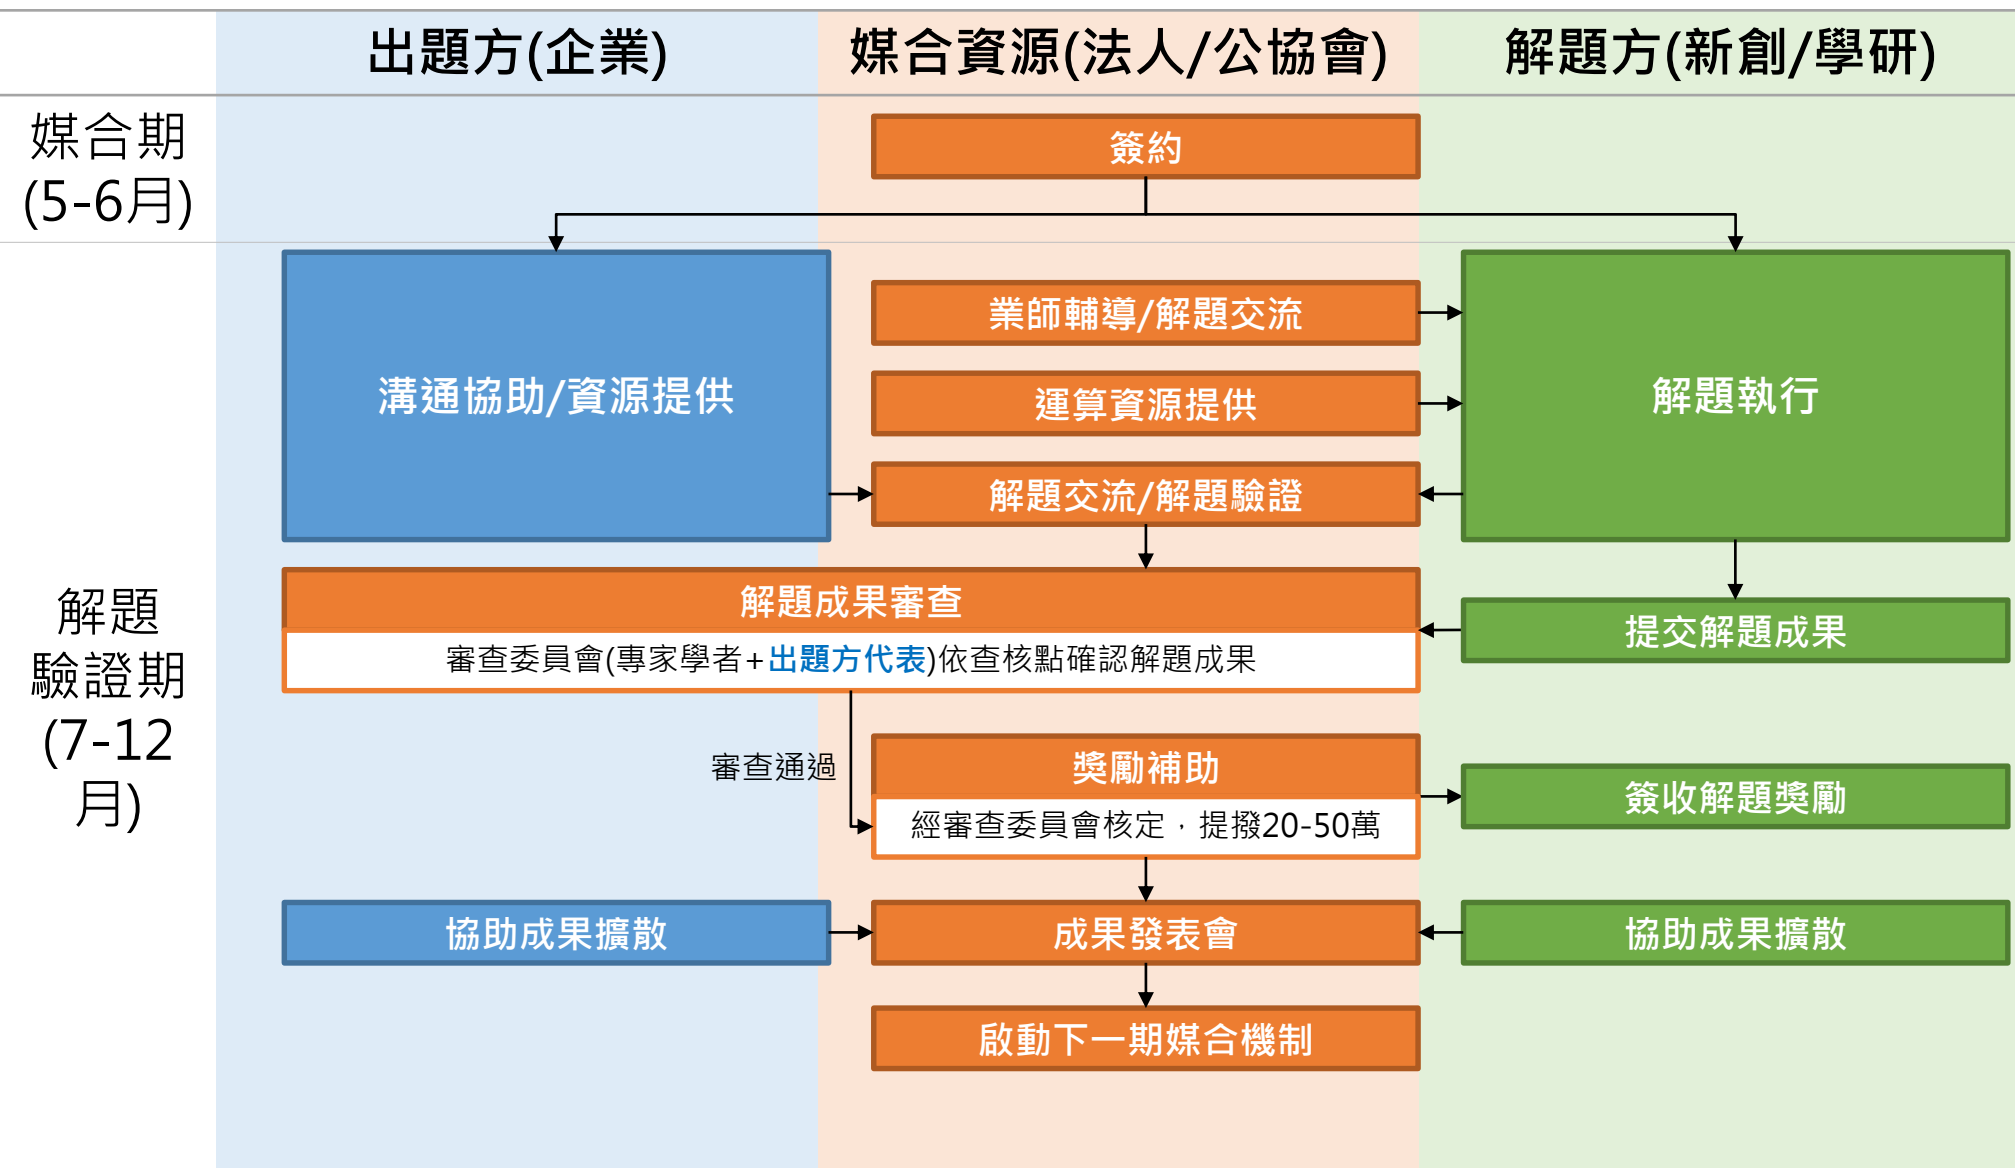 出題方(企業)
媒合資源(法人/公協會)
解題方(新創/學研)
媒合期
(5-6月)
簽約
溝通協助/資源提供
業師輔導/解題交流
運算資源提供
解題交流/解題驗證
解題執行
解題
驗證期
(7-12
月)
解題成果審查
審查委員會(專家學者+出題方代表)依查核點確認解題成果
提交解題成果
審查通過
獎勵補助
經審查委員會核定，提撥20-50萬
簽收解題獎勵
協助成果擴散
成果發表會
協助成果擴散
啟動下一期媒合機制